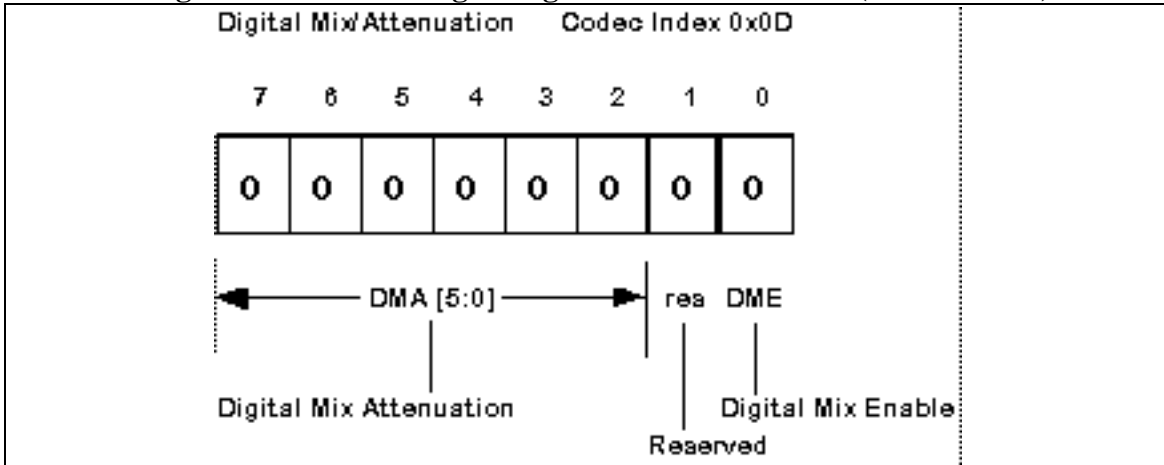 Digital Mix/Attenuation Codec Index 0x0D
7 6 5 4 3 2 1 0
0 0 0 0 0 0 0 0
DMA [5:0] res DME
Digital Mix Attenuation Digital Mix Enable
Reserved